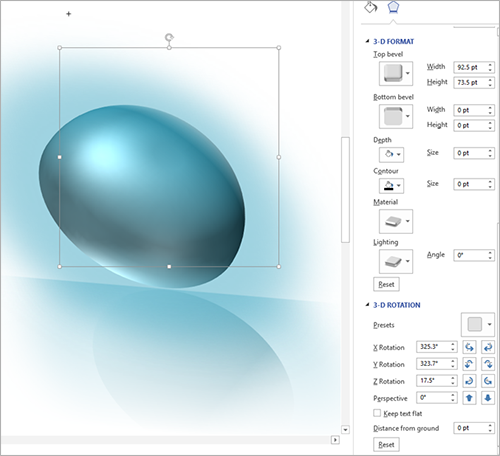 3-D FORMAT
Top bevel
Width 92.5 pt
Height 73.5 pt
Bottom bevel
Width 0 pt
Height 0 pt
Depth
Size 0 pt
Contour
Size 0 pt
Material
Lighting
Angle 0°
Reset
3-D ROTATION
Presets
X Rotation 325.3°
Y Rotation 323.7°
Z Rotation 17.5°
Perspective 0°
Keep text flat
Distance from ground 0 pt
Reset